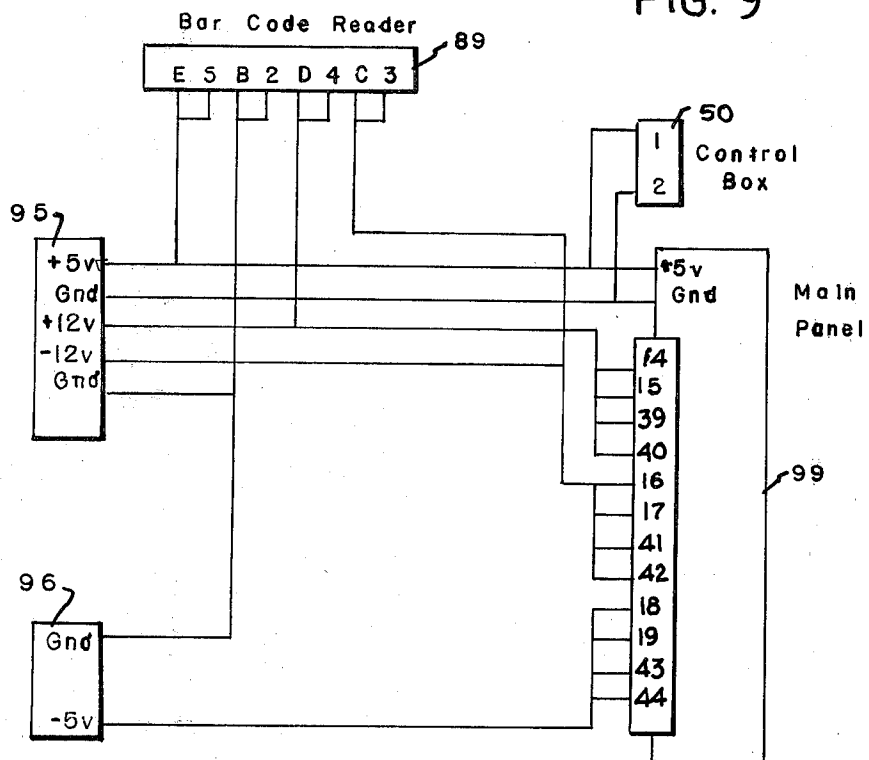 FIG. 9
Bar Code Reader
89
E 5 B 2 D 4 C 3
50
1
2
Control
Box
95
+5v
Gnd
+12v
-12v
Gnd
+5v
Gnd
Main
Panel
14
15
39
40
16
17
41
42
18
19
43
44
99
96
Gnd
-5v